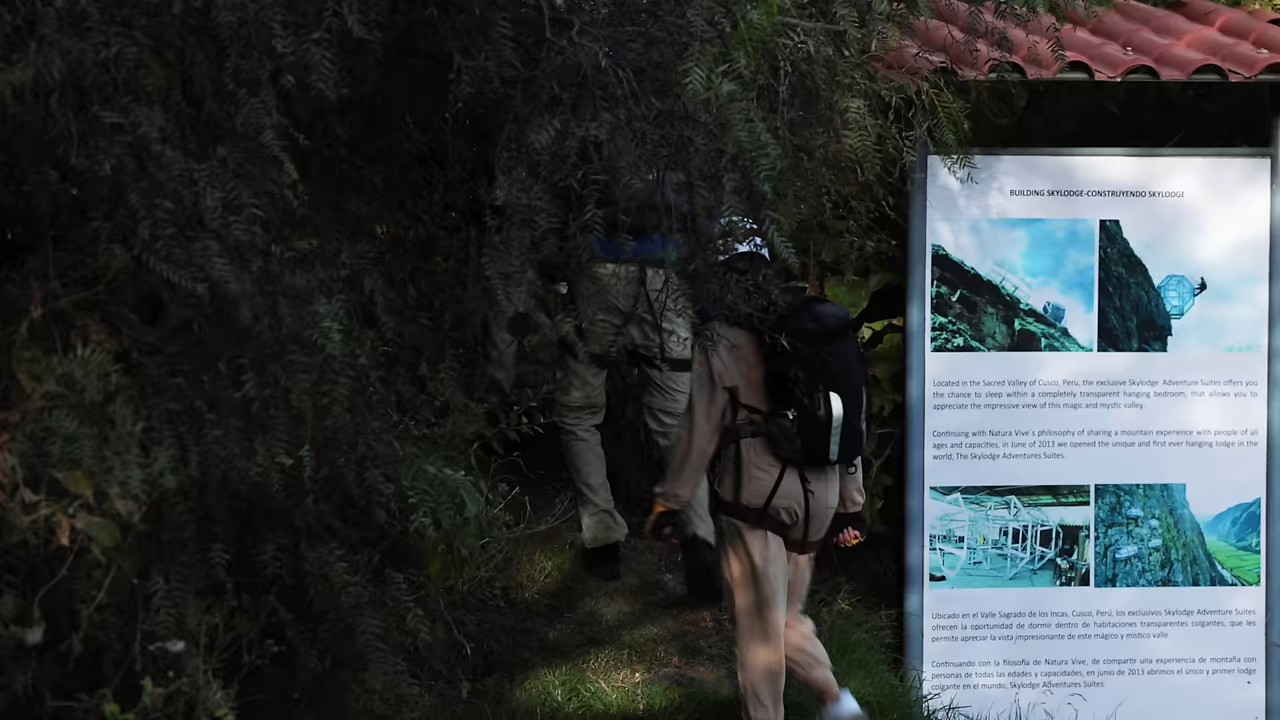 BUILDING SKYLODGE-CONSTRUYENDO SKYLODGE
Located in the Sacred Valley of Cusco, Peru, the exclusive Skylodge Adventure Suites offers you
the chance to sleep within a completely transparent hanging bedroom, that allows you to
appreciate the impressive view of this magic and mystic valley.
Continuing with Natura Vive´s philosophy of sharing a mountain experience with people of all
ages and capacities, in June of 2013 we opened the unique and first ever hanging lodge in the
world, The Skylodge Adventures Suites.
Ubicado en el Valle Sagrado de los Incas, Cusco, Perú, los exclusivos Skylodge Adventure Suites
ofrecen la oportunidad de dormir dentro de habitaciones transparentes colgantes, que les
permite apreciar la vista impresionante de este mágico y mistico valle
Continuando con la filosofía de Natura Vive, de compartir una experiencia de montaña con
personas de todas las edades y capacidades, en junio de 2013 abrimos el único y primer lodge
colgante en el mundo, Skylodge Adventures Suites.